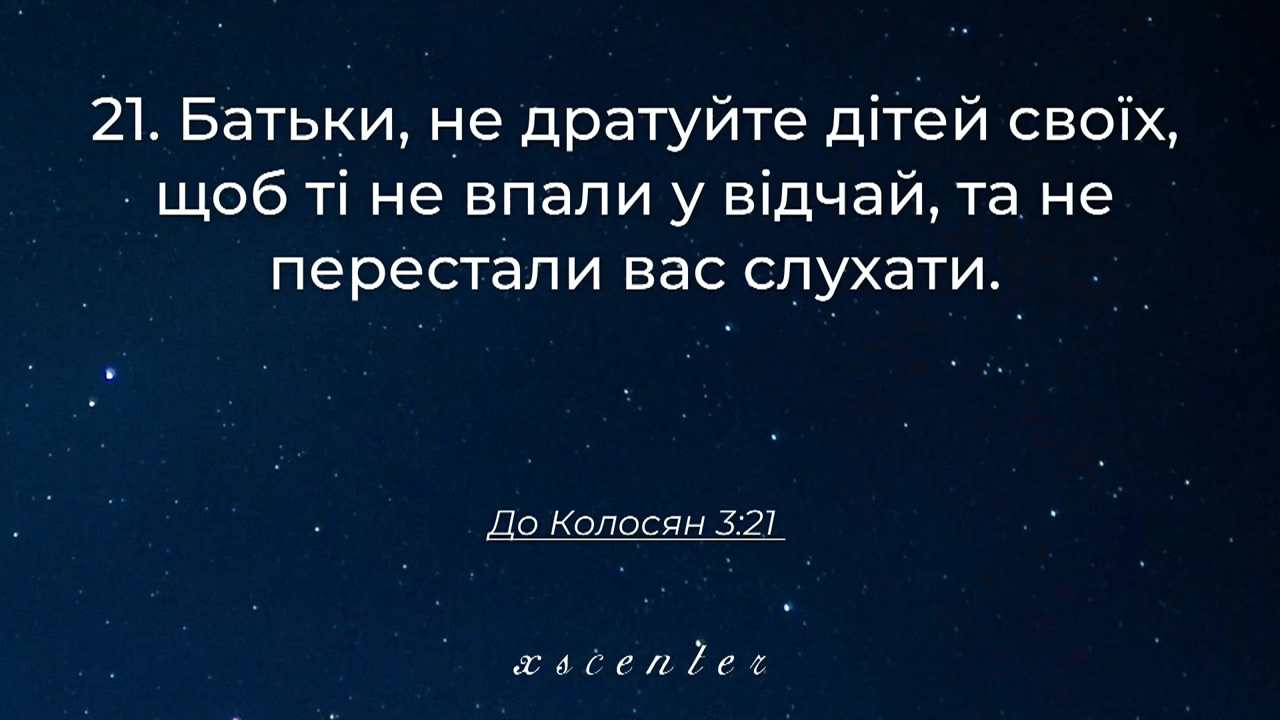 21. Батьки, не дратуйте дітей своїх,
щоб ті не впали у відчай, та не
перестали вас слухати.
До Колосян 3:21
xscenter